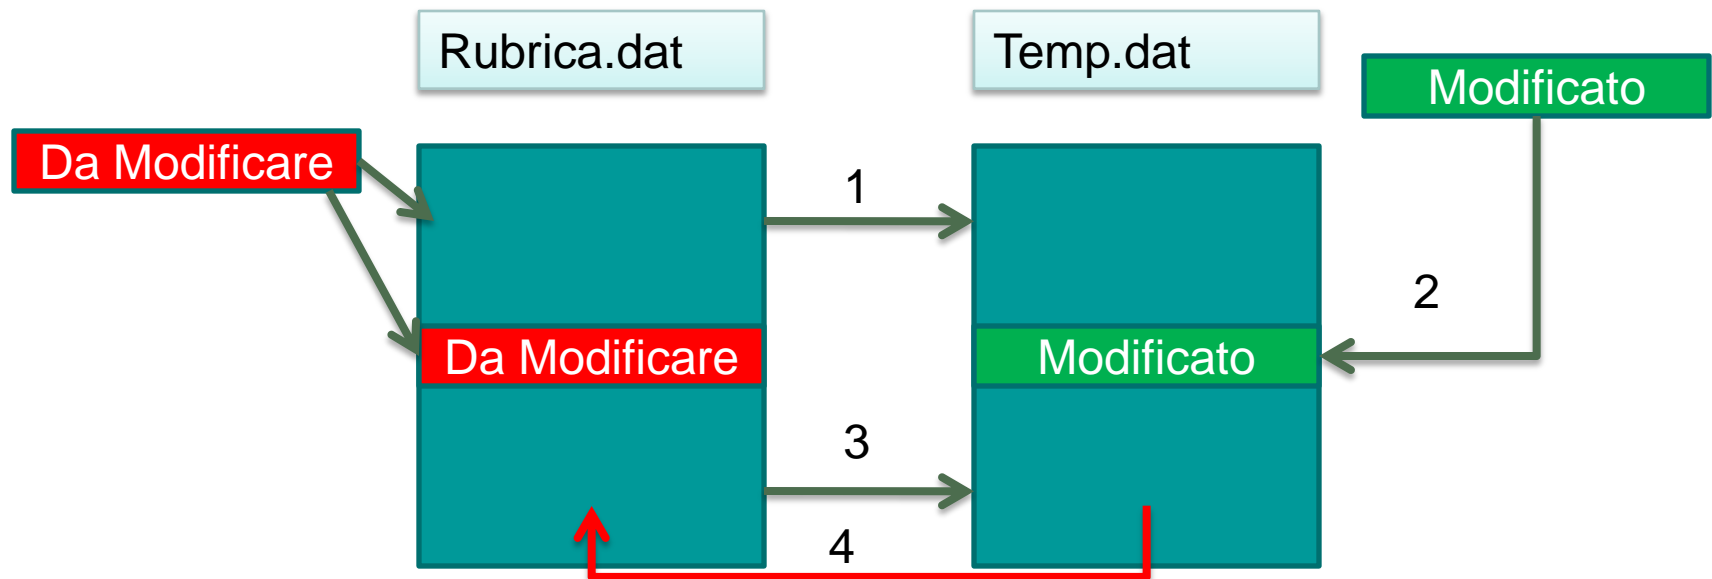 Rubrica.dat
Temp.dat
Modificato
Da Modificare
1
2
Da Modificare
Modificato
3
4